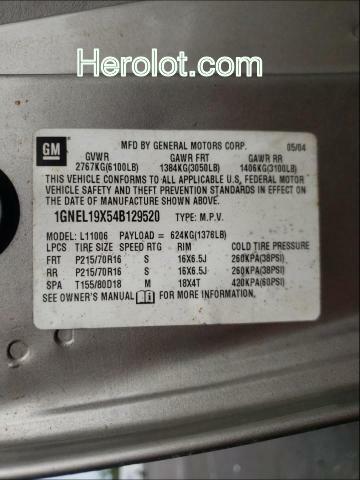 Herolot.com
GM
MFD BY GENERAL MOTORS CORP. 05/04
GVWR GAWR FRT GAWR RR
2767KG(6100LB) 1384KG(3050LB) 1406KG(3100LB)
THIS VEHICLE CONFORMS TO ALL APPLICABLE U.S. FEDERAL MOTOR
VEHICLE SAFETY AND THEFT PREVENTION STANDARDS IN EFFECT ON
THE DATE OF MANUFACTURE SHOWN ABOVE.
1GNEL19X54B129520 TYPE: M.P.V.
MODEL: L11006 PAYLOAD = 624KG(1376LB)
LPCS TIRE SIZE SPEED RTG RIM COLD TIRE PRESSURE
FRT P215/70R16 S 16X6.5J 260KPA(38PSI)
RR P215/70R16 S 16X6.5J 260KPA(38PSI)
SPA T155/80D18 M 18X4T 420KPA(60PSI)
SEE OWNER'S MANUAL FOR MORE INFORMATION.